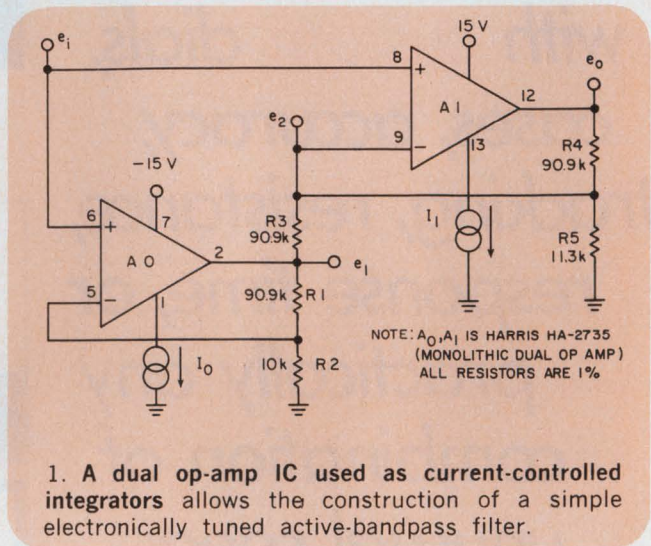 15 V
e₀
eᵢ
8
+
A1
12
e₂
9
−
13
R4
90.9k
−15 V
I₁
R3
90.9k
R5
11.3k
6
+
7
A0
2
e₁
5
−
1
90.9k R1
I₀
10k R2
NOTE: A₀,A₁ IS HARRIS HA-2735
(MONOLITHIC DUAL OP AMP)
ALL RESISTORS ARE 1%
1. A dual op-amp IC used as current-controlled
integrators allows the construction of a simple
electronically tuned active-bandpass filter.